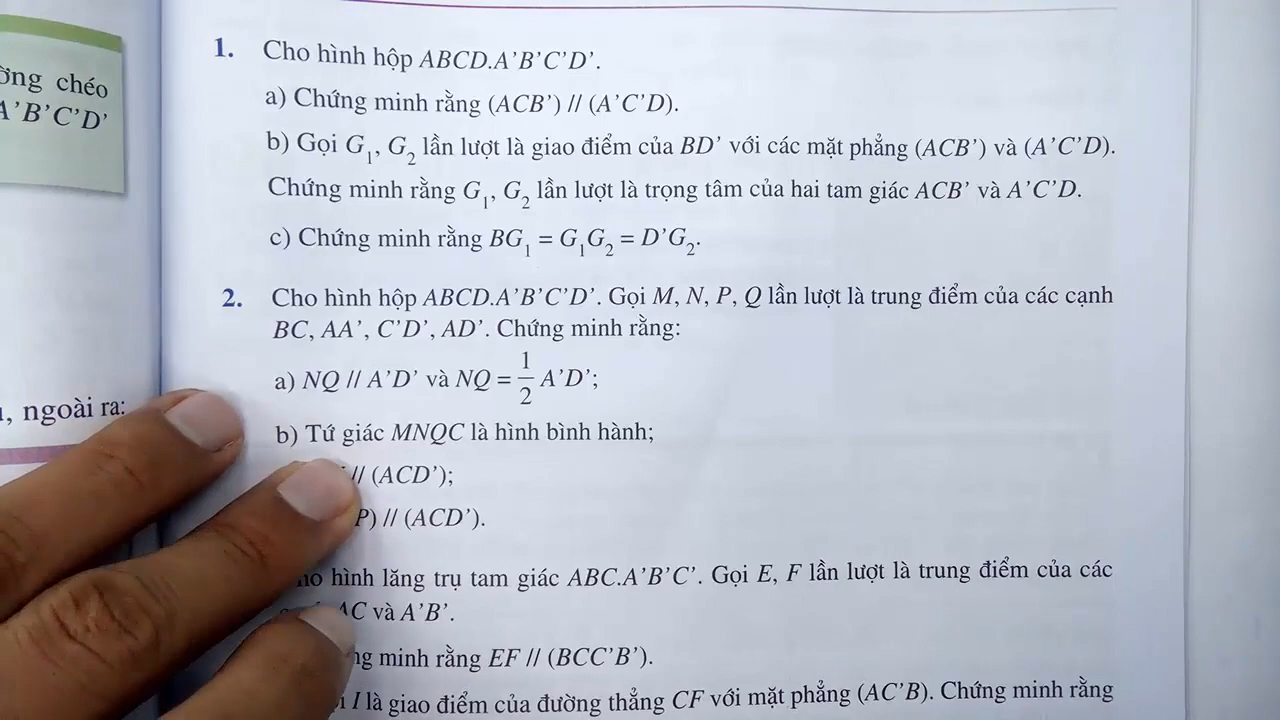 ờng chéo
A'B'C'D'
, ngoài ra:
1. Cho hình hộp ABCD.A'B'C'D'.
a) Chứng minh rằng (ACB') // (A'C'D).
b) Gọi G₁, G₂ lần lượt là giao điểm của BD' với các mặt phẳng (ACB') và (A'C'D).
Chứng minh rằng G₁, G₂ lần lượt là trọng tâm của hai tam giác ACB' và A'C'D.
c) Chứng minh rằng BG₁ = G₁G₂ = D'G₂.
2. Cho hình hộp ABCD.A'B'C'D'. Gọi M, N, P, Q lần lượt là trung điểm của các cạnh
BC, AA', C'D', AD'. Chứng minh rằng:
a) NQ // A'D' và NQ = 1/2 A'D';
b) Tứ giác MNQC là hình bình hành;
// (ACD');
P) // (ACD').
hình lăng trụ tam giác ABC.A'B'C'. Gọi E, F lần lượt là trung điểm của các
AC và A'B'.
minh rằng EF // (BCC'B').
I là giao điểm của đường thẳng CF với mặt phẳng (AC'B). Chứng minh rằng